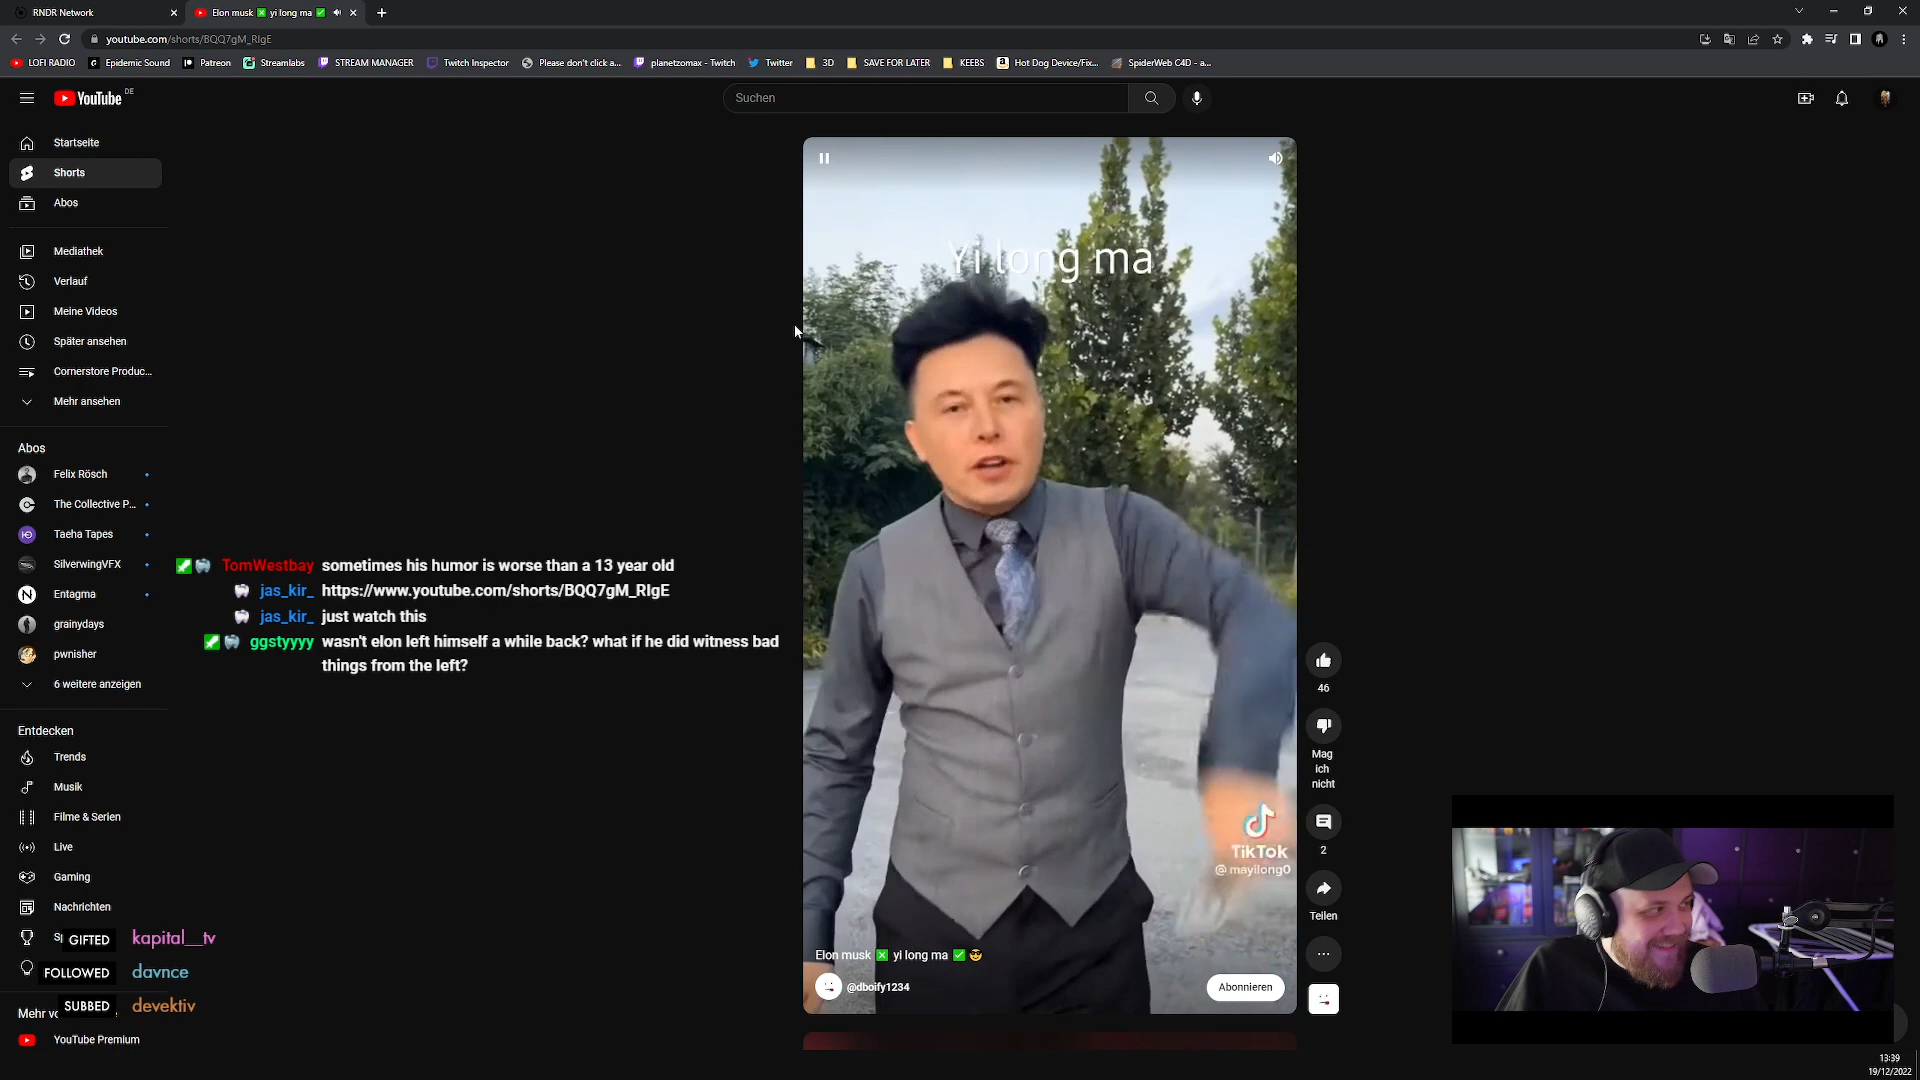 RNDR Network
Elon musk ❎ yi long ma ✅
youtube.com/shorts/BQQ7gM_RIgE
LOFI RADIO
Epidemic Sound
Patreon
Streamlabs
STREAM MANAGER
Twitch Inspector
Please don't click a...
planetzomax - Twitch
Twitter
3D
SAVE FOR LATER
KEEBS
Hot Dog Device/Fix...
SpiderWeb C4D - a...
YouTube DE
Suchen
Startseite
Shorts
Abos
Mediathek
Verlauf
Meine Videos
Später ansehen
Cornerstore Produc...
Mehr ansehen
Abos
Felix Rösch
The Collective P...
Taeha Tapes
SilverwingVFX
Entagma
grainydays
pwnisher
6 weitere anzeigen
Entdecken
Trends
Musik
Filme & Serien
Live
Gaming
Nachrichten
GIFTED kapital__tv
FOLLOWED davnce
SUBBED devektiv
YouTube Premium
TomWestbay sometimes his humor is worse than a 13 year old
jas_kir_ https://www.youtube.com/shorts/BQQ7gM_RIgE
jas_kir_ just watch this
ggstyyyy wasn't elon left himself a while back? what if he did witness bad
things from the left?
Yi long ma
TikTok
@mayilong0
Elon musk ❎ yi long ma ✅ 😎
@dboify1234
Abonnieren
46
Mag
ich
nicht
2
Teilen
13:39
19/12/2022